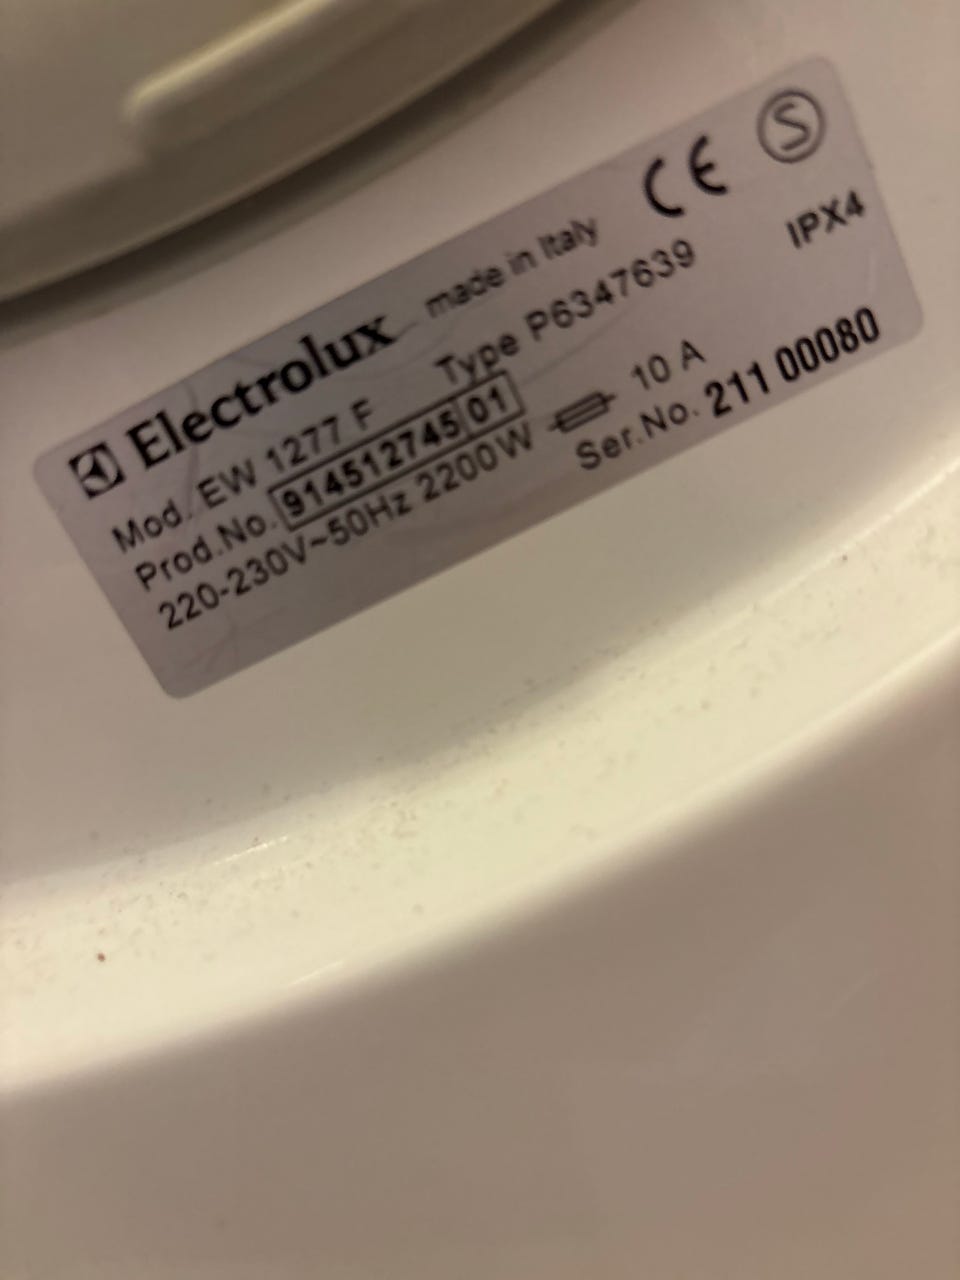 Electrolux made in Italy CE S
Mod. EW 1277 F Type P6347639 IPX4
Prod.No. 914512745 01
220-230V~50Hz 2200W 10 A
Ser.No. 211 00080